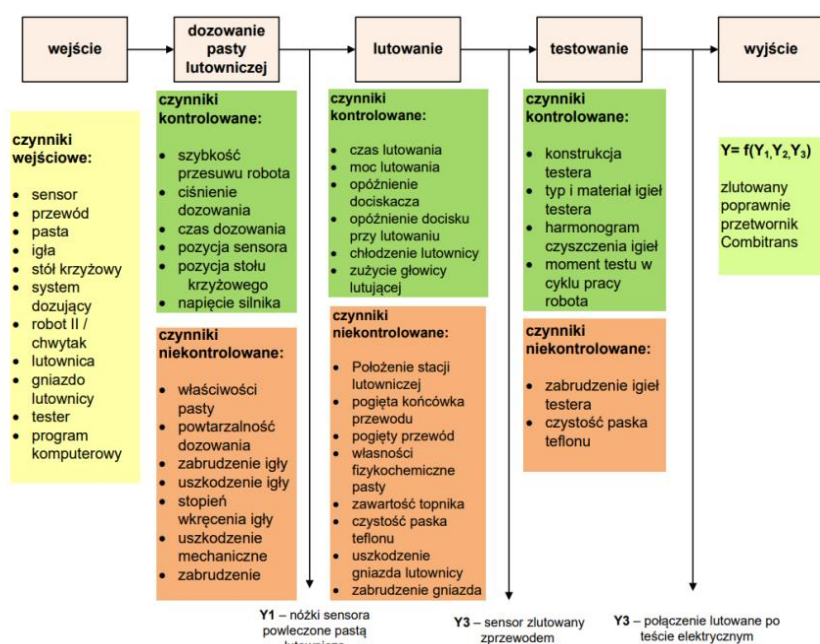 wejście
dozowanie
pasty
lutowniczej
lutowanie
testowanie
wyjście
czynniki
wejściowe:
• sensor
• przewód
• pasta
• igła
• stół krzyżowy
• system
dozujący
• robot II /
chwytak
• lutownica
• gniazdo
lutownicy
• tester
• program
komputerowy
czynniki
kontrolowane:
• szybkość
przesuwu robota
• ciśnienie
dozowania
• czas dozowania
• pozycja sensora
• pozycja stołu
krzyżowego
• napięcie silnika
czynniki
niekontrolowane:
• właściwości
pasty
• powtarzalność
dozowania
• zabrudzenie igły
• uszkodzenie igły
• stopień
wkręcenia igły
• uszkodzenie
mechaniczne
• zabrudzenie
czynniki
kontrolowane:
• czas lutowania
• moc lutowania
• opóźnienie
dociskacza
• opóźnienie docisku
przy lutowaniu
• chłodzenie lutownicy
• zużycie głowicy
lutującej
czynniki
niekontrolowane:
• Położenie stacji
lutowniczej
• pogięta końcówka
przewodu
• pogięty przewód
• własności
fizykochemiczne
pasty
• zawartość topnika
• czystość paska
teflonu
• uszkodzenie
gniazda lutownicy
• zabrudzenie gniazda
czynniki
kontrolowane:
• konstrukcja
testera
• typ i materiał igieł
testera
• harmonogram
czyszczenia igieł
• moment testu w
cyklu pracy
robota
czynniki
niekontrolowane:
• zabrudzenie igieł
testera
• czystość paska
teflonu
Y= f(Y1,Y2,Y3)
zlutowany
poprawnie
przetwornik
Combitrans
Y1 – nóżki sensora
powleczone pastą
Y3 – sensor zlutowany
zprzewodem
Y3 – połączenie lutowane po
teście elektrycznym